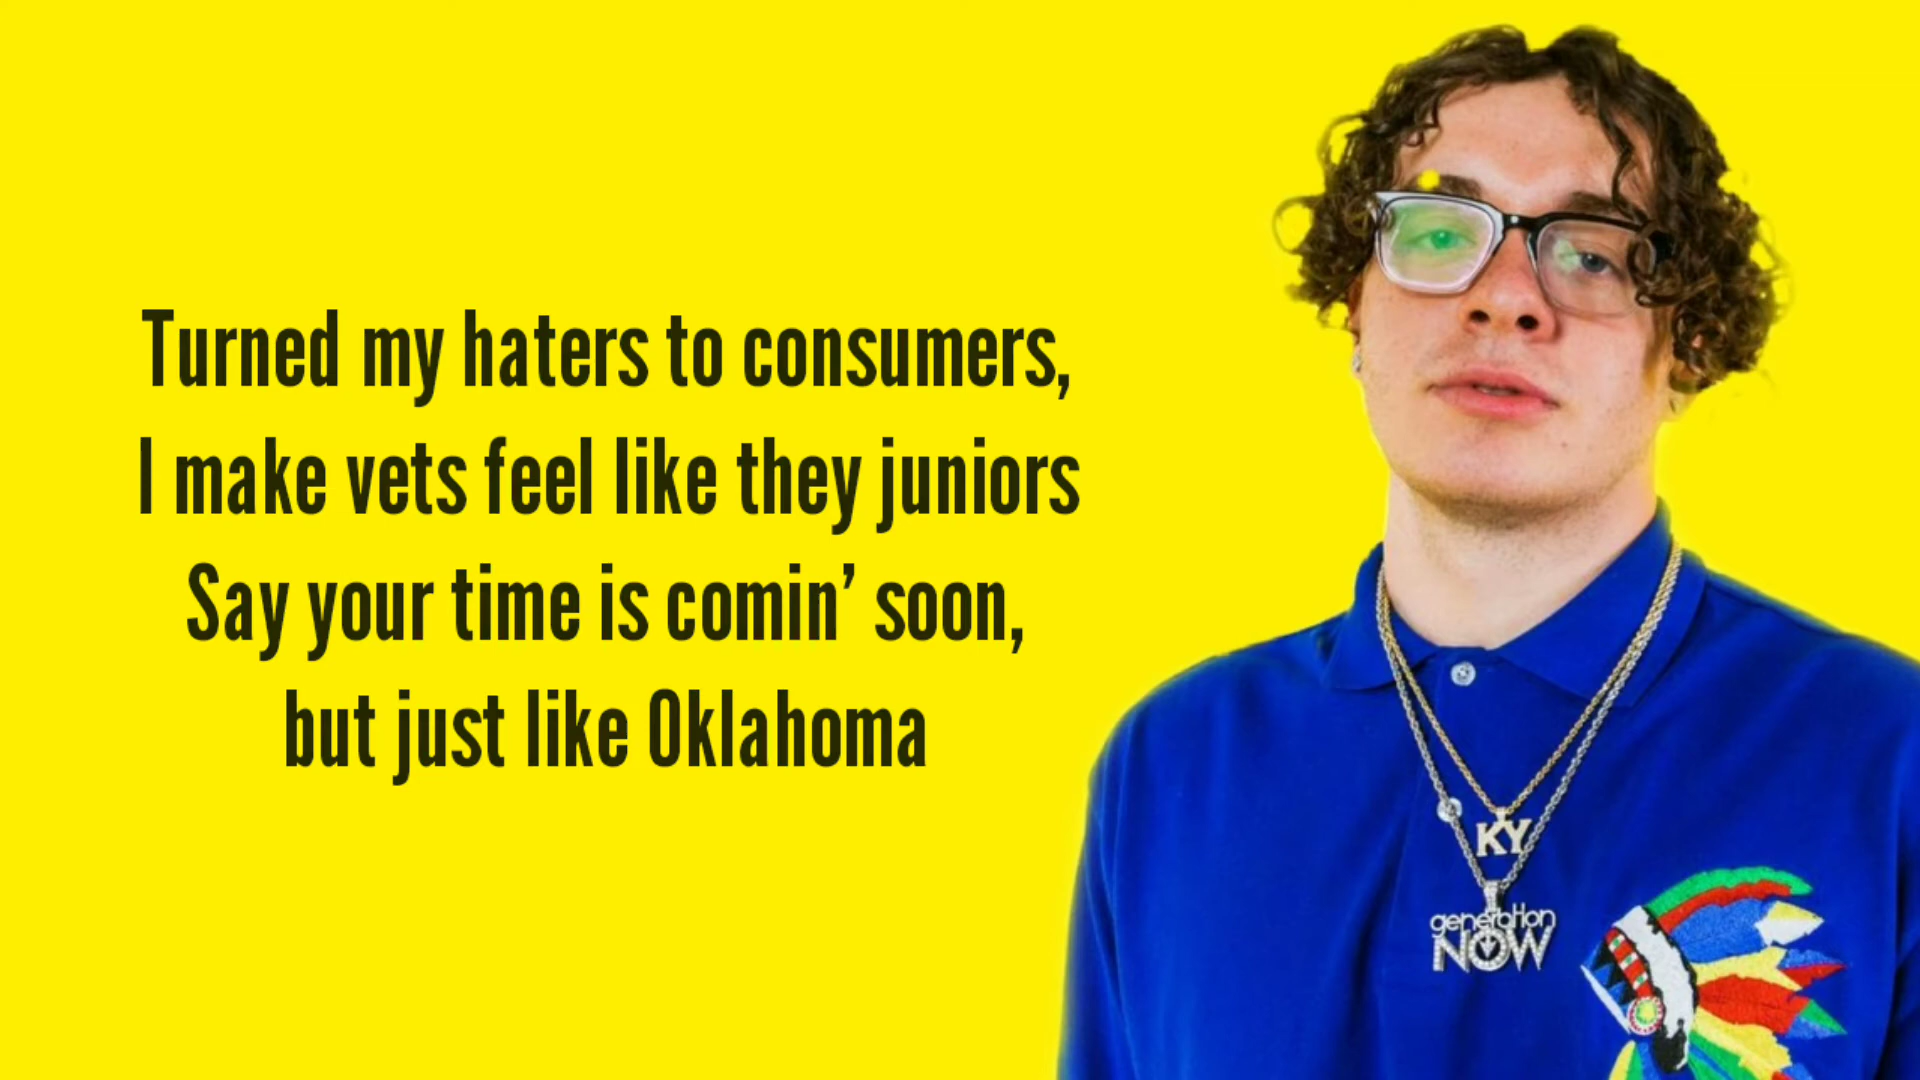 Turned my haters to consumers,
I make vets feel like they juniors
Say your time is comin’ soon,
but just like Oklahoma
KY
generation
NOW